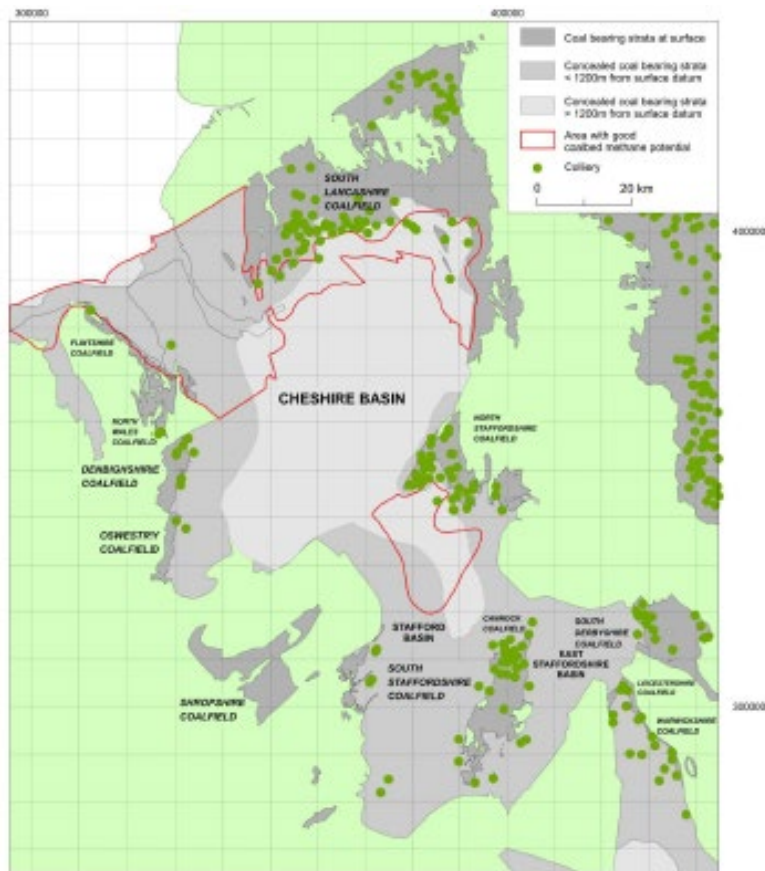 300000
400000
Coal bearing strata at surface
Concealed coal bearing strata
< 1200m from surface datum
Concealed coal bearing strata
> 1200m from surface datum
Area with good
coalbed methane potential
Colliery
0
20 km
SOUTH
LANCASHIRE
COALFIELD
400000
FLINTSHIRE
COALFIELD
CHESHIRE BASIN
NORTH
WALES
COALFIELD
NORTH
STAFFORDSHIRE
COALFIELD
DENBIGHSHIRE
COALFIELD
OSWESTRY
COALFIELD
STAFFORD
BASIN
CANNOCK
COALFIELD
SOUTH
DERBYSHIRE
COALFIELD
EAST
STAFFORDSHIRE
BASIN
SOUTH
STAFFORDSHIRE
COALFIELD
LEICESTERSHIRE
COALFIELD
SHROPSHIRE
COALFIELD
WARWICKSHIRE
COALFIELD
300000